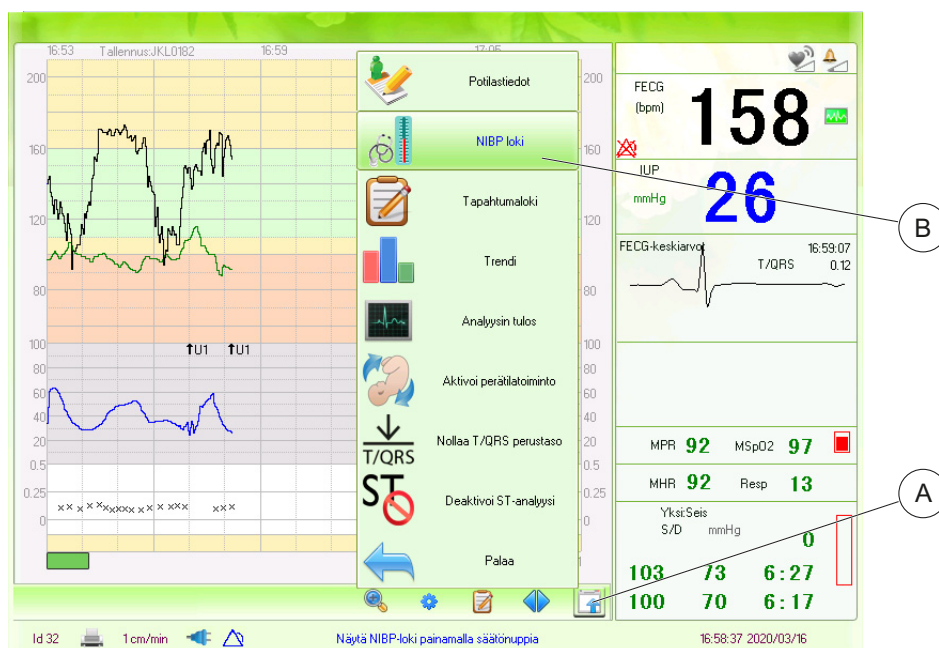 16:53 Tallennus:JKL0182 16:59 17:05
200 200
160 160
120 120
80 80
100 100
↑U1 ↑U1
80 80
60 60
40 40
20 20
0.5 0.5
0.25 0.25
0 0
Potilastiedot
NIBP loki
Tapahtumaloki
Trendi
Analyysin tulos
Aktivoi perätilatoiminto
T/QRS
Nollaa T/QRS perustaso
ST
Deaktivoi ST-analyysi
Palaa
FECG
(bpm)
158
IUP
mmHg
26
FECG-keskiarvot 16:59:07
T/QRS 0.12
MPR 92 MSpO2 97
MHR 92 Resp 13
Yksi:Seis
S/D mmHg
0
103 73 6:27
100 70 6:17
B
A
Id 32 1 cm/min Näytä NIBP-loki painamalla säätönuppia 16:58:37 2020/03/16